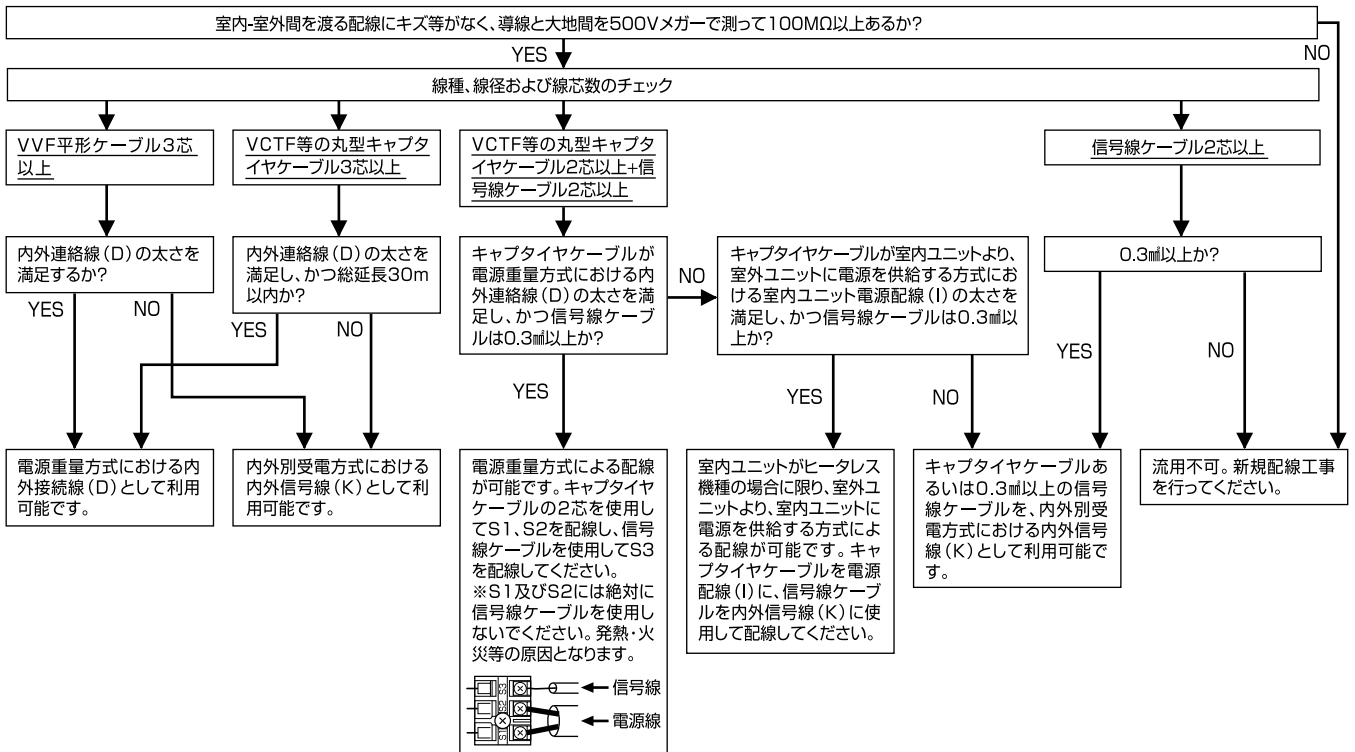 室内-室外間を渡る配線にキズ等がなく、導線と大地間を500Vメガーで測って100MΩ以上あるか?
YES
NO
線種、線径および線芯数のチェック
VVF平形ケーブル3芯
以上
VCTF等の丸型キャプタ
イヤケーブル3芯以上
VCTF等の丸型キャプタ
イヤケーブル2芯以上+信
号線ケーブル2芯以上
信号線ケーブル2芯以上
内外連絡線(D)の太さを
満足するか?
内外連絡線(D)の太さを
満足し、かつ総延長30m
以内か?
キャプタイヤケーブルが
電源重量方式における内
外連絡線(D)の太さを満
足し、かつ信号線ケーブ
ルは0.3㎟以上か?
NO
キャプタイヤケーブルが室内ユニットより、
室外ユニットに電源を供給する方式にお
ける室内ユニット電源配線(I)の太さを
満足し、かつ信号線ケーブルは0.3㎟以
上か?
0.3㎟以上か?
YES
NO
YES
NO
YES
YES
NO
YES
NO
電源重量方式における内
外接続線(D)として利用
可能です。
内外別受電方式における
内外信号線(K)として利
用可能です。
電源重量方式による配線
が可能です。キャプタイヤ
ケーブルの2芯を使用し
てS1、S2を配線し、信号
線ケーブルを使用してS3
を配線してください。
※S1及びS2には絶対に
信号線ケーブルを使用し
ないでください。発熱・火
災等の原因となります。
S3
S2
S1
信号線
電源線
室内ユニットがヒータレス
機種の場合に限り、室外ユ
ニットより、室内ユニットに
電源を供給する方式によ
る配線が可能です。キャ
プタイヤケーブルを電源
配線(I)に、信号線ケーブ
ルを内外信号線(K)に使
用して配線してください。
キャプタイヤケーブルあ
るいは0.3㎟以上の信号
線ケーブルを、内外別受
電方式における内外信号
線(K)として利用可能で
す。
流用不可。新規配線工事
を行ってください。